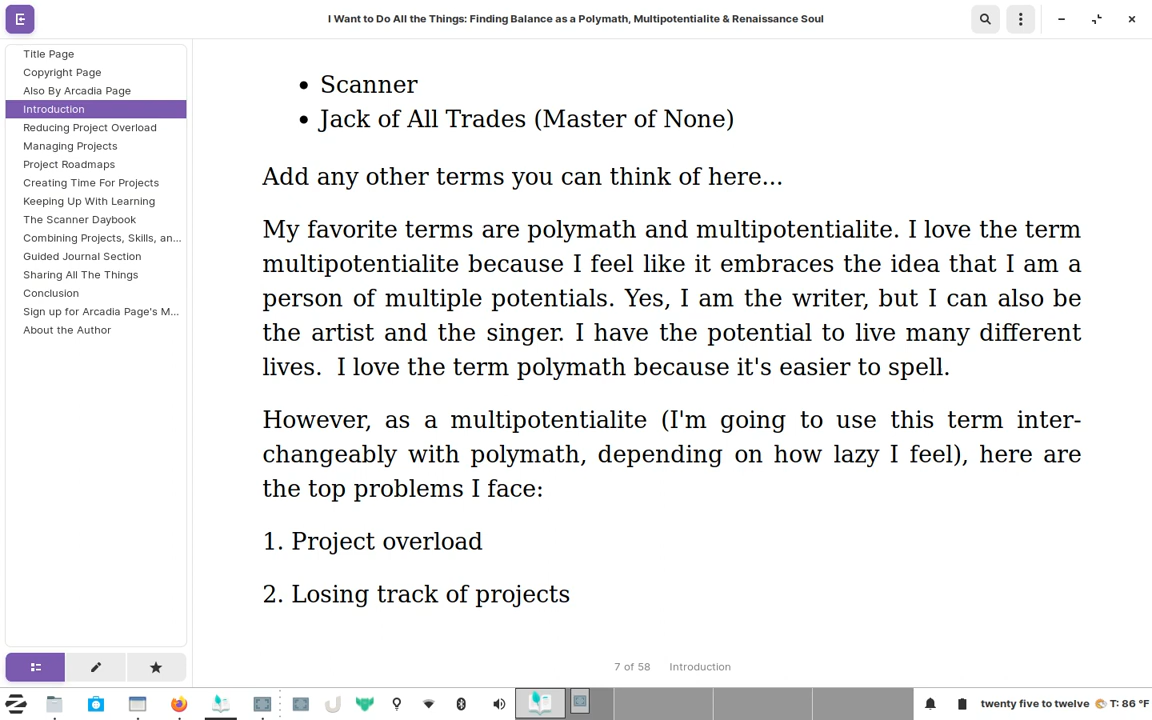 I Want to Do All the Things: Finding Balance as a Polymath, Multipotentialite & Renaissance Soul
Title Page
Copyright Page
Also By Arcadia Page
Introduction
Reducing Project Overload
Managing Projects
Project Roadmaps
Creating Time For Projects
Keeping Up With Learning
The Scanner Daybook
Combining Projects, Skills, an...
Guided Journal Section
Sharing All The Things
Conclusion
Sign up for Arcadia Page's M...
About the Author
• Scanner
• Jack of All Trades (Master of None)
Add any other terms you can think of here...
My favorite terms are polymath and multipotentialite. I love the term
multipotentialite because I feel like it embraces the idea that I am a
person of multiple potentials. Yes, I am the writer, but I can also be
the artist and the singer. I have the potential to live many different
lives.  I love the term polymath because it's easier to spell.
However, as a multipotentialite (I'm going to use this term inter-
changeably with polymath, depending on how lazy I feel), here are
the top problems I face:
1. Project overload
2. Losing track of projects
7 of 58 Introduction
twenty five to twelve T: 86 °F